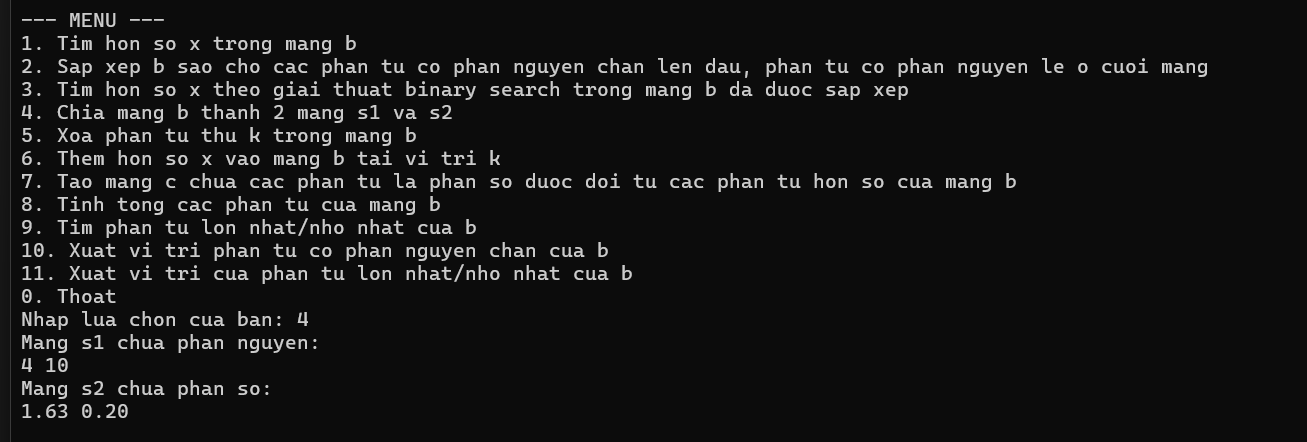 --- MENU ---
1. Tim hon so x trong mang b
2. Sap xep b sao cho cac phan tu co phan nguyen chan len dau, phan tu co phan nguyen le o cuoi mang
3. Tim hon so x theo giai thuat binary search trong mang b da duoc sap xep
4. Chia mang b thanh 2 mang s1 va s2
5. Xoa phan tu thu k trong mang b
6. Them hon so x vao mang b tai vi tri k
7. Tao mang c chua cac phan tu la phan so duoc doi tu cac phan tu hon so cua mang b
8. Tinh tong cac phan tu cua mang b
9. Tim phan tu lon nhat/nho nhat cua b
10. Xuat vi tri phan tu co phan nguyen chan cua b
11. Xuat vi tri cua phan tu lon nhat/nho nhat cua b
0. Thoat
Nhap lua chon cua ban: 4
Mang s1 chua phan nguyen:
4 10
Mang s2 chua phan so:
1.63 0.20